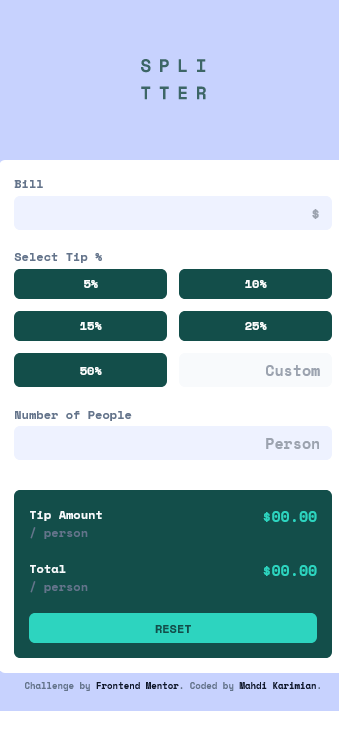 SPLI
TTER
Bill
$
Select Tip %
5% 10%
15% 25%
50% Custom
Number of People
Person
Tip Amount $00.00
/ person
Total $00.00
/ person
RESET
Challenge by Frontend Mentor. Coded by Mahdi Karimian.